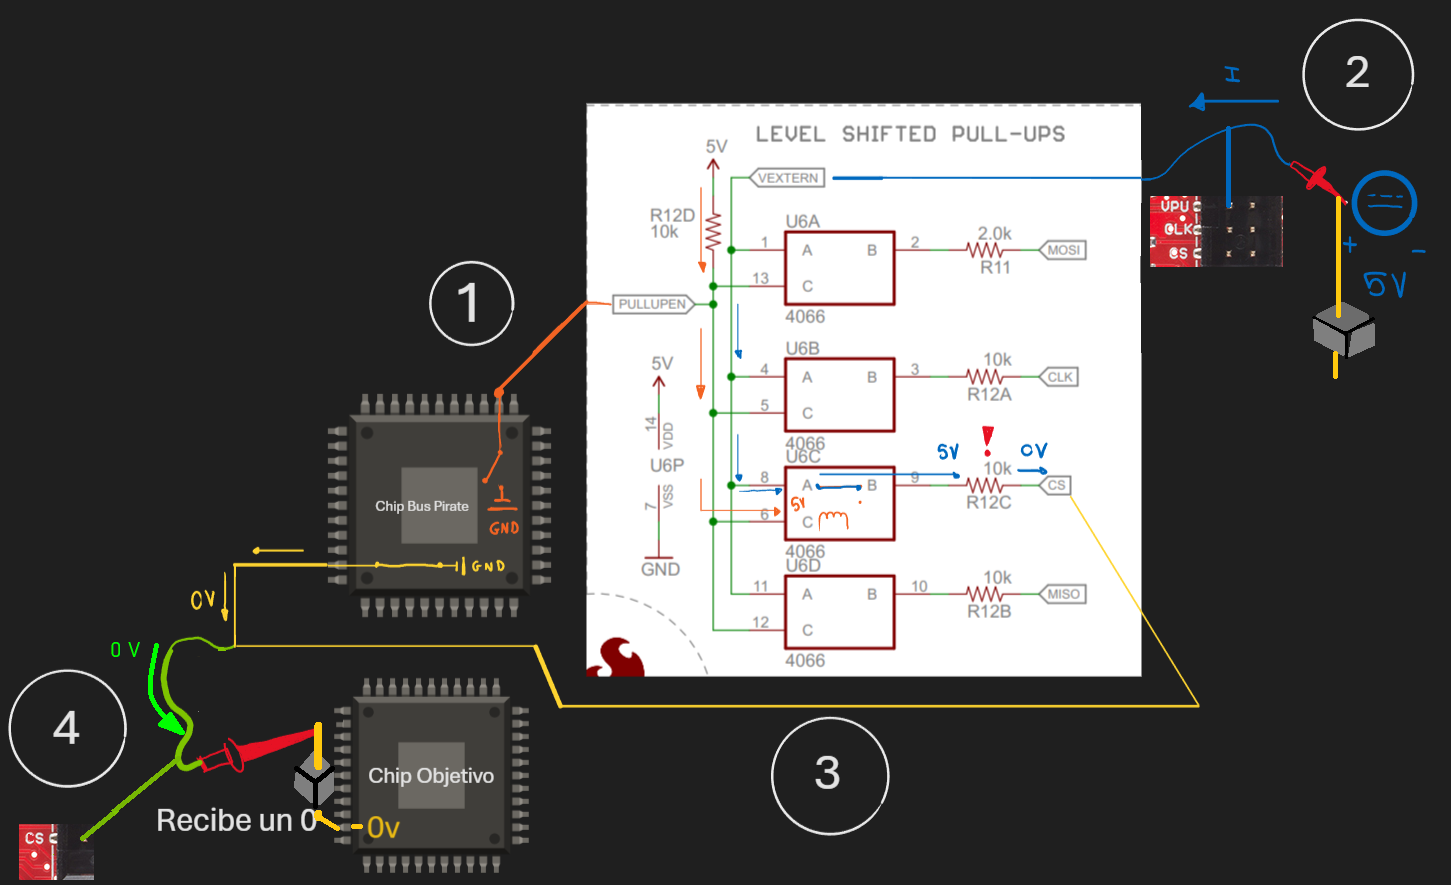 1
2
3
4
LEVEL SHIFTED PULL-UPS
5V
VEXTERN
R12D
10k
PULLUPEN
U6A
1
A
B
2
13
C
4066
2.0k
R11
MOSI
U6B
4
A
B
3
5
C
4066
10k
R12A
CLK
U6C
8
A
B
9
5V
6
C
4066
5V
!
0V
10k
R12C
CS
U6D
11
A
B
10
12
C
4066
10k
R12B
MISO
5V
14
VDD
U6P
7
VSS
GND
I
VPU
CLK
CS
+
-
5V
Chip Bus Pirate
1
GND
GND
0V
0V
Chip Objetivo
Recibe un 0
0v
CS